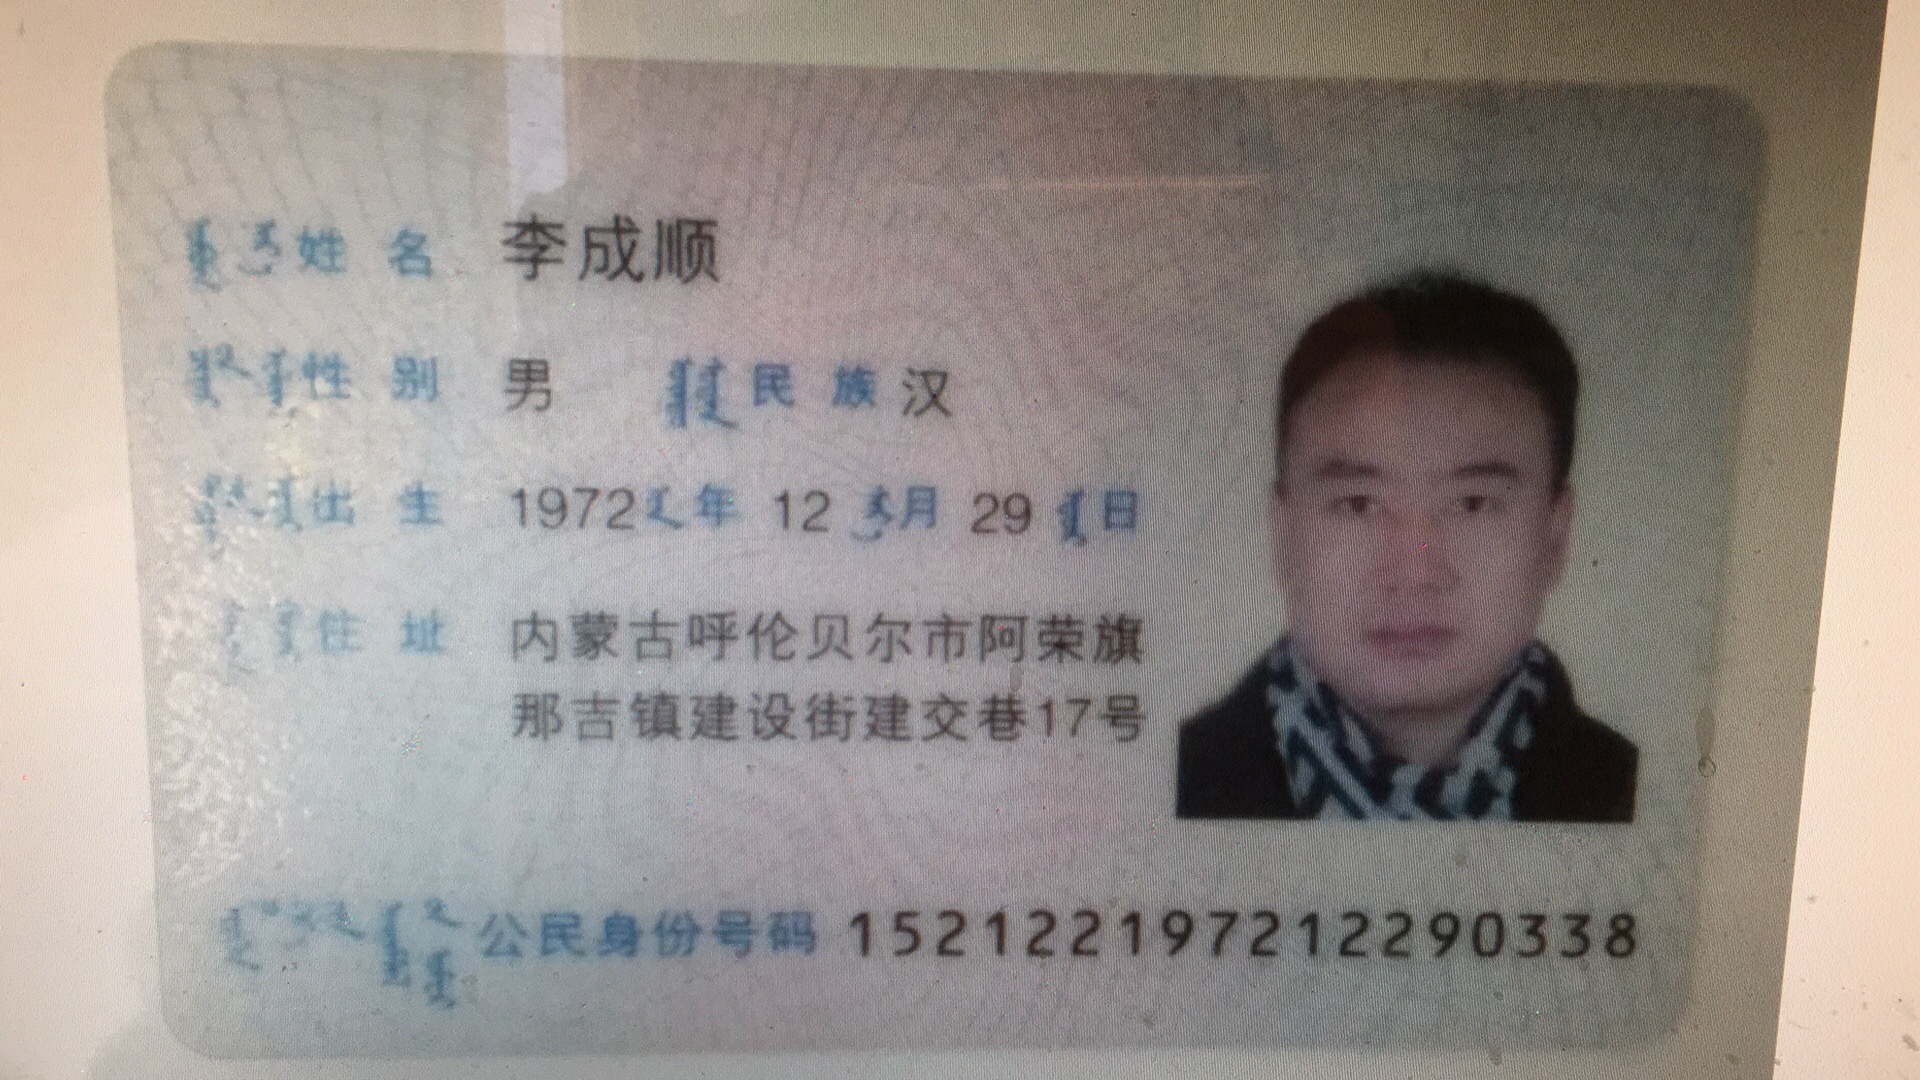 姓 名 李成顺
性 别 男 民 族 汉
出 生 1972 年 12 月 29 日
住 址 内蒙古呼伦贝尔市阿荣旗
那吉镇建设街建交巷17号
公民身份号码 152122197212290338